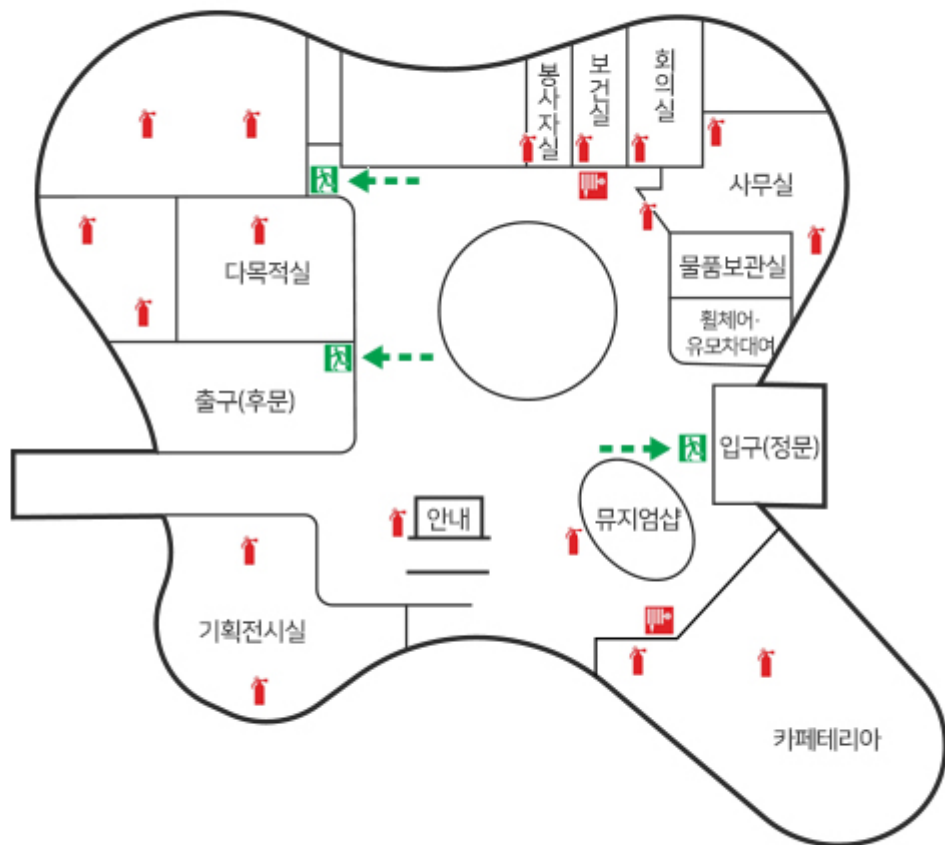 봉사자실
보건실
회의실
사무실
다목적실
물품보관실
휠체어·
유모차대여
출구(후문)
입구(정문)
안내
뮤지엄샵
기획전시실
카페테리아